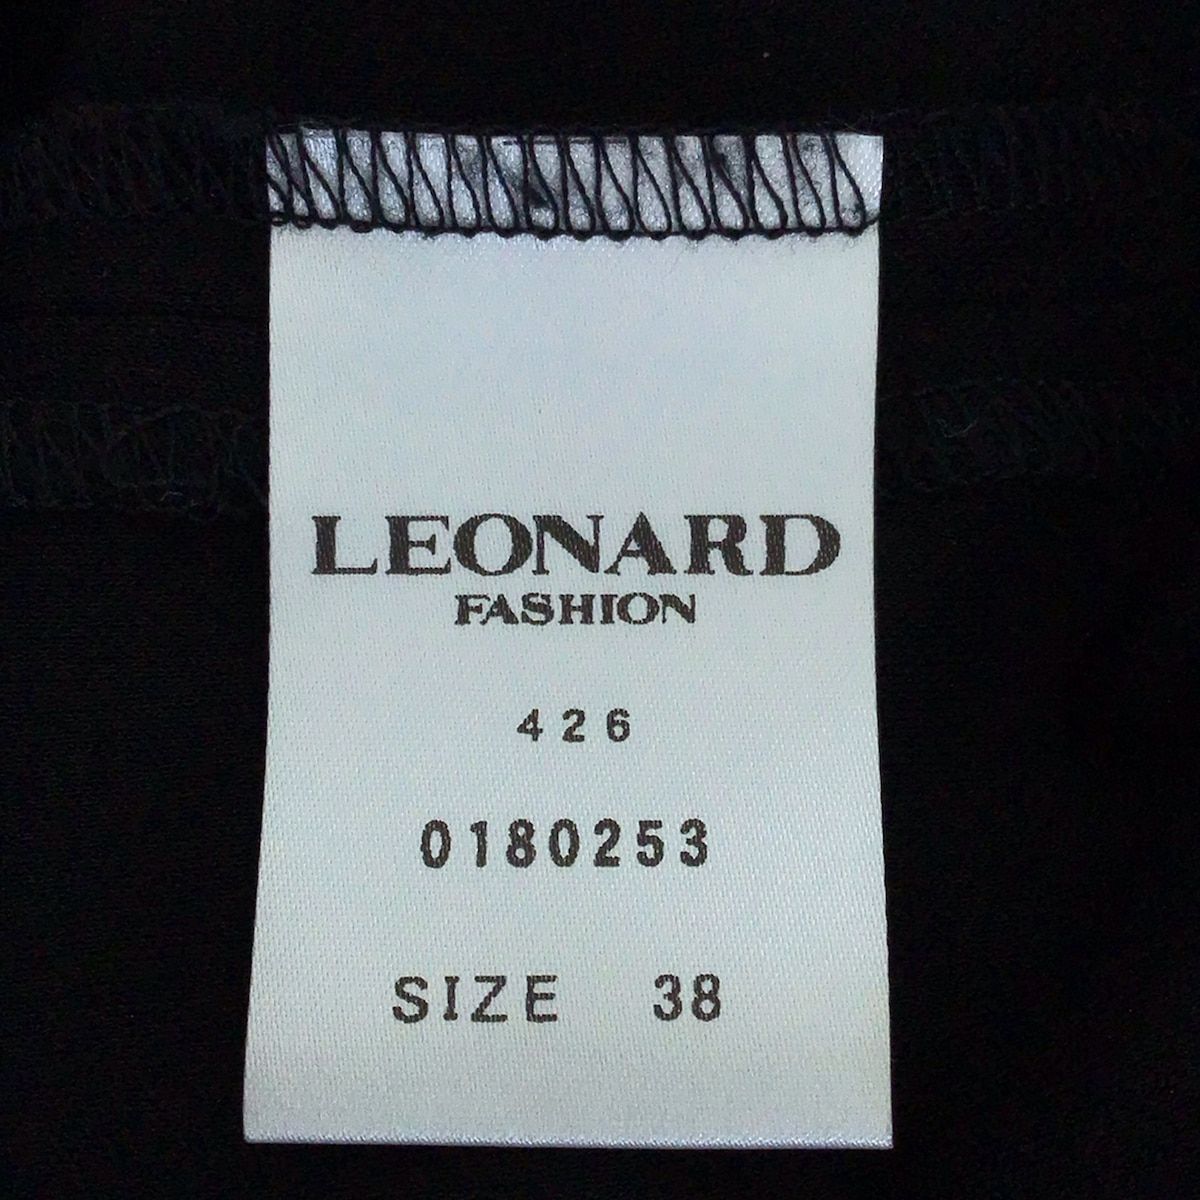 LEONARD
FASHION
426
0180253
SIZE 38